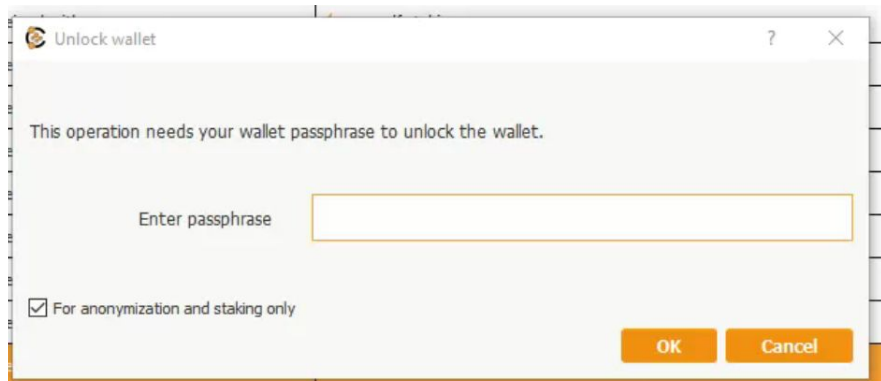 Unlock wallet
?
This operation needs your wallet passphrase to unlock the wallet.
Enter passphrase
For anonymization and staking only
OK Cancel